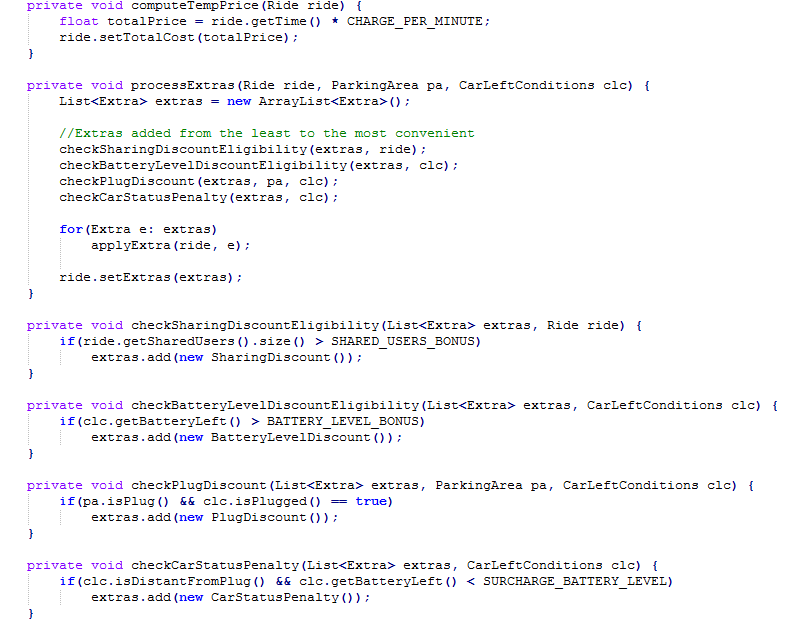 private void computeTempPrice(Ride ride) {
    float totalPrice = ride.getTime() * CHARGE_PER_MINUTE;
    ride.setTotalCost(totalPrice);
}

private void processExtras(Ride ride, ParkingArea pa, CarLeftConditions clc) {
    List<Extra> extras = new ArrayList<Extra>();

    //Extras added from the least to the most convenient
    checkSharingDiscountEligibility(extras, ride);
    checkBatteryLevelDiscountEligibility(extras, clc);
    checkPlugDiscount(extras, pa, clc);
    checkCarStatusPenalty(extras, clc);

    for(Extra e: extras)
        applyExtra(ride, e);

    ride.setExtras(extras);
}

private void checkSharingDiscountEligibility(List<Extra> extras, Ride ride) {
    if(ride.getSharedUsers().size() > SHARED_USERS_BONUS)
        extras.add(new SharingDiscount());
}

private void checkBatteryLevelDiscountEligibility(List<Extra> extras, CarLeftConditions clc) {
    if(clc.getBatteryLeft() > BATTERY_LEVEL_BONUS)
        extras.add(new BatteryLevelDiscount());
}

private void checkPlugDiscount(List<Extra> extras, ParkingArea pa, CarLeftConditions clc) {
    if(pa.isPlug() && clc.isPlugged() == true)
        extras.add(new PlugDiscount());
}

private void checkCarStatusPenalty(List<Extra> extras, CarLeftConditions clc) {
    if(clc.isDistantFromPlug() && clc.getBatteryLeft() < SURCHARGE_BATTERY_LEVEL)
        extras.add(new CarStatusPenalty());
}